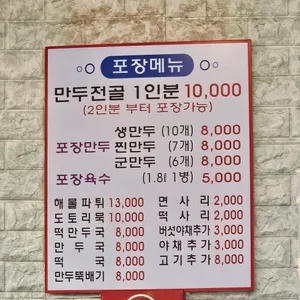 포장메뉴
만두전골 1인분 10,000
(2인분 부터 포장가능)
생만두 (10개) 8,000
포장만두 찐만두 (7개) 8,000
군만두 (6개) 8,000
포장육수 (1.8ℓ 1병) 5,000
해물파전 13,000 면사리 2,000
도토리묵 10,000 떡사리 2,000
떡만두국 8,000 버섯야채추가 3,000
만두국 8,000 야채추가 3,000
떡국 8,000 고기추가 8,000
만두뚝배기 8,000